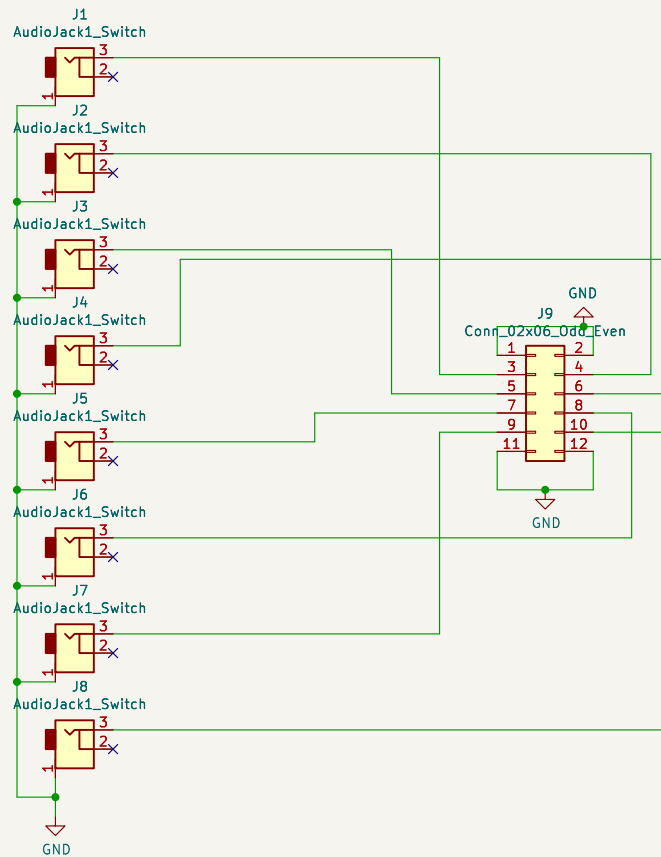 J1
AudioJack1_Switch
3
2
1
J2
AudioJack1_Switch
3
2
1
J3
AudioJack1_Switch
3
2
1
J4
AudioJack1_Switch
3
2
1
J5
AudioJack1_Switch
3
2
1
J6
AudioJack1_Switch
3
2
1
J7
AudioJack1_Switch
3
2
1
J8
AudioJack1_Switch
3
2
1
GND
GND
J9
Conn_02x06_Odd_Even
1 2
3 4
5 6
7 8
9 10
11 12
GND